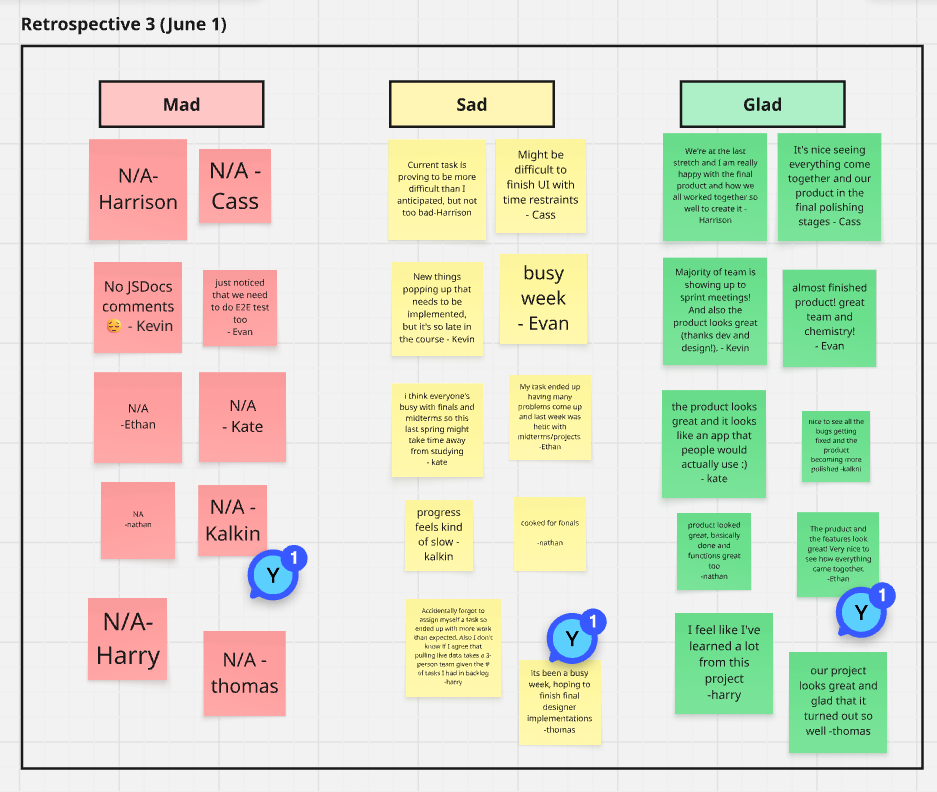 Retrospective 3 (June 1)
Mad
Sad
Glad
N/A-
Harrison
N/A -
Cass
No JSDocs
comments
😔 - Kevin
just noticed
that we need
to do E2E test
too
- Evan
N/A
-Ethan
N/A
- Kate
NA
-nathan
N/A -
Kalkin
Y
1
N/A-
Harry
N/A -
thomas
Current task is
proving to be more
difficult than I
anticipated, but not
too bad-Harrison
Might be
difficult to
finish UI with
time restraints
- Cass
New things
popping up that
needs to be
implemented,
but it's so late in
the course - Kevin
busy
week
- Evan
i think everyone's
busy with finals and
midterms so this
last spring might
take time away
from studying
- kate
My task ended up
having many
problems come up
and last week was
hectic with
midterms/projects
-Ethan
progress
feels kind
of slow -
kalkin
cooked for fonals
-nathan
Accidentally forgot to
assign myself a task so
ended up with more work
than expected. Also I don't
know if I agree that
pulling live data takes a 3-
person team given the #
of tasks I had in backlog
-harry
Y
1
its been a busy
week, hoping to
finish final
designer
implementations
-thomas
We're at the last
stretch and I am really
happy with the final
product and how we
all worked together so
well to create it -
Harrison
It's nice seeing
everything come
together and our
product in the
final polishing
stages - Cass
Majority of team is
showing up to
sprint meetings!
And also the
product looks great
(thanks dev and
design!). - Kevin
almost finished
product! great
team and
chemistry!
- Evan
the product looks
great and it looks
like an app that
people would
actually use :)
- kate
nice to see all the
bugs getting
fixed and the
product
becoming more
polished -kalkni
product looked
great, basically
done and
functions great
too
-nathan
The pruduct and
the features look
great! Very nice to
see how everything
came together.
-Ethan
Y
1
I feel like I've
learned a lot
from this
project
-harry
our project
looks great and
glad that it
turned out so
well -thomas